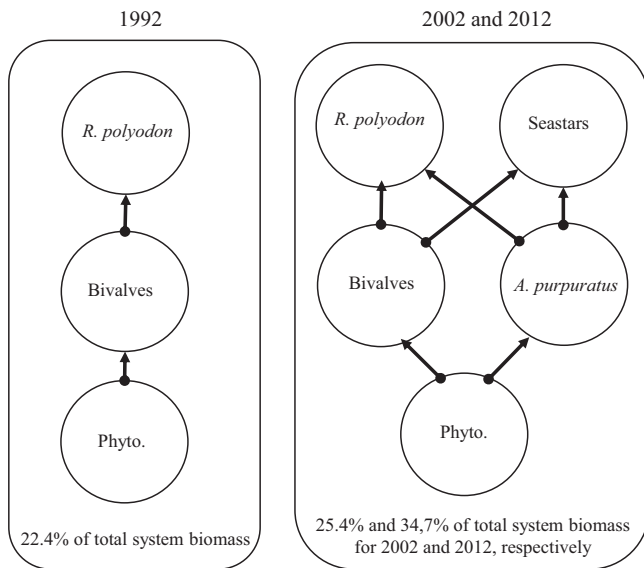 1992
R. polyodon
Bivalves
Phyto.
22.4% of total system biomass
2002 and 2012
R. polyodon
Seastars
Bivalves
A. purpuratus
Phyto.
25.4% and 34,7% of total system biomass
for 2002 and 2012, respectively